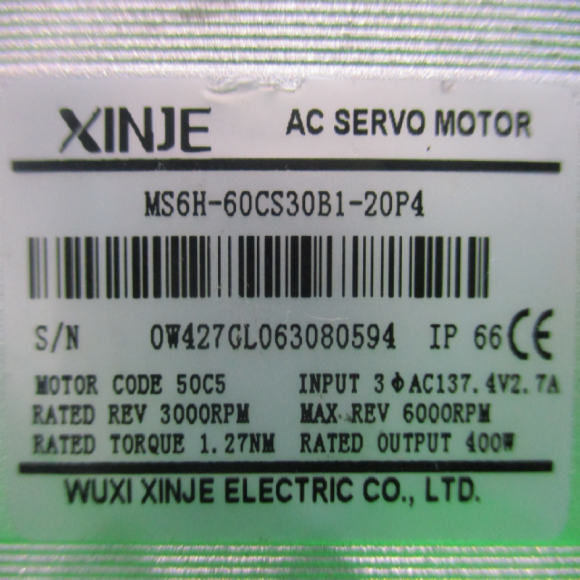 XINJE AC SERVO MOTOR
MS6H-60CS30B1-20P4
S/N 0W427GL063080594 IP 66 CE
MOTOR CODE 50C5 INPUT 3ΦAC137.4V2.7A
RATED REV 3000RPM MAX REV 6000RPM
RATED TORQUE 1.27NM RATED OUTPUT 400W
WUXI XINJE ELECTRIC CO., LTD.